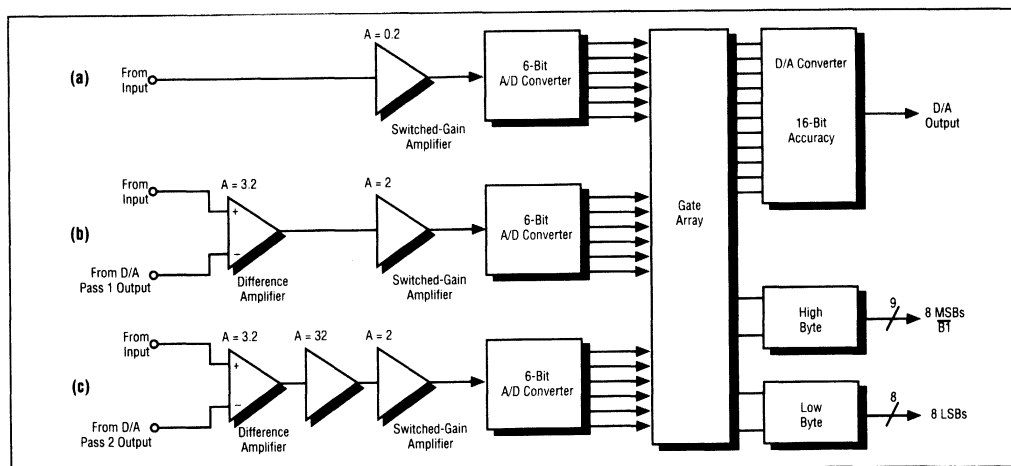 (a)
From
Input
A = 0.2
Switched-Gain
Amplifier
6-Bit
A/D Converter
Gate
Array
D/A Converter
16-Bit
Accuracy
D/A
Output
(b)
From
Input
From D/A
Pass 1 Output
A = 3.2
+
−
Difference
Amplifier
A = 2
Switched-Gain
Amplifier
6-Bit
A/D Converter
High
Byte
9
8 MSBs
B1
(c)
From
Input
From D/A
Pass 2 Output
A = 3.2
+
−
Difference
Amplifier
A = 32
A = 2
Switched-Gain
Amplifier
6-Bit
A/D Converter
Low
Byte
8
8 LSBs